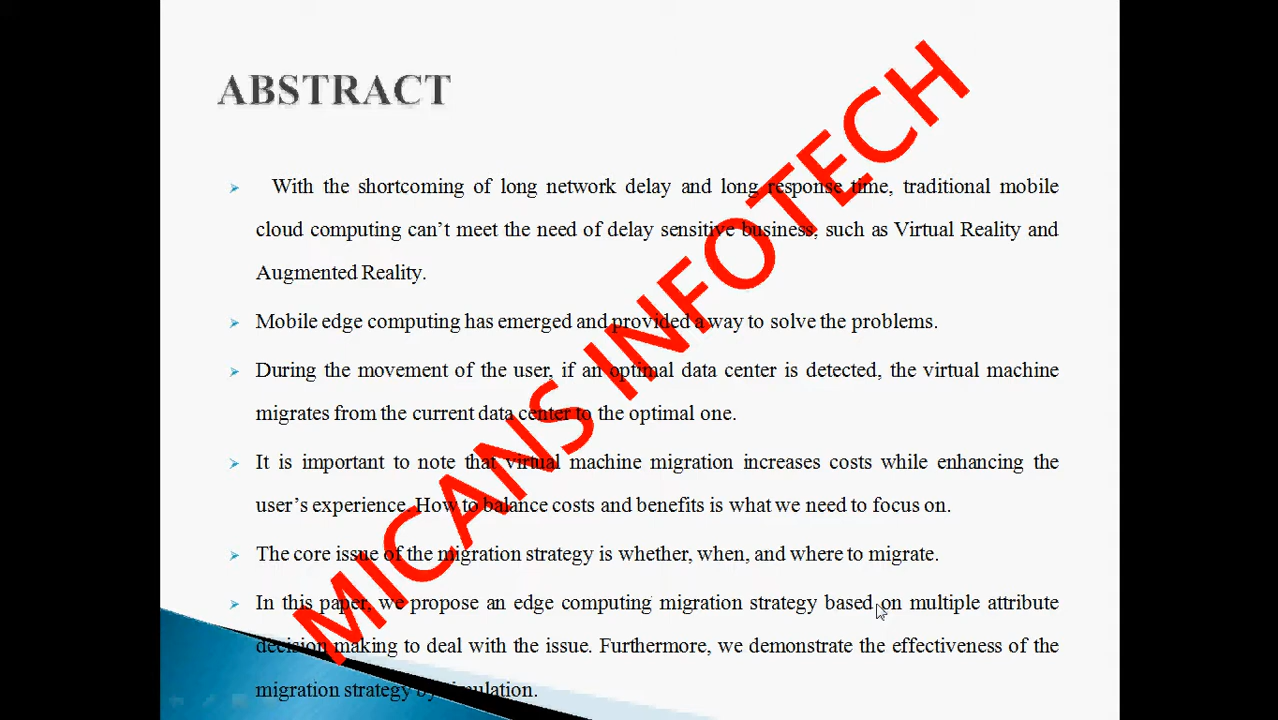 ABSTRACT
With the shortcoming of long network delay and long response time, traditional mobile
cloud computing can’t meet the need of delay sensitive business, such as Virtual Reality and
Augmented Reality.
Mobile edge computing has emerged and provided a way to solve the problems.
During the movement of the user, if an optimal data center is detected, the virtual machine
migrates from the current data center to the optimal one.
It is important to note that virtual machine migration increases costs while enhancing the
user’s experience. How to balance costs and benefits is what we need to focus on.
The core issue of the migration strategy is whether, when, and where to migrate.
In this paper, we propose an edge computing migration strategy based on multiple attribute
decision making to deal with the issue. Furthermore, we demonstrate the effectiveness of the
migration strategy by simulation.
MICANS INFOTECH